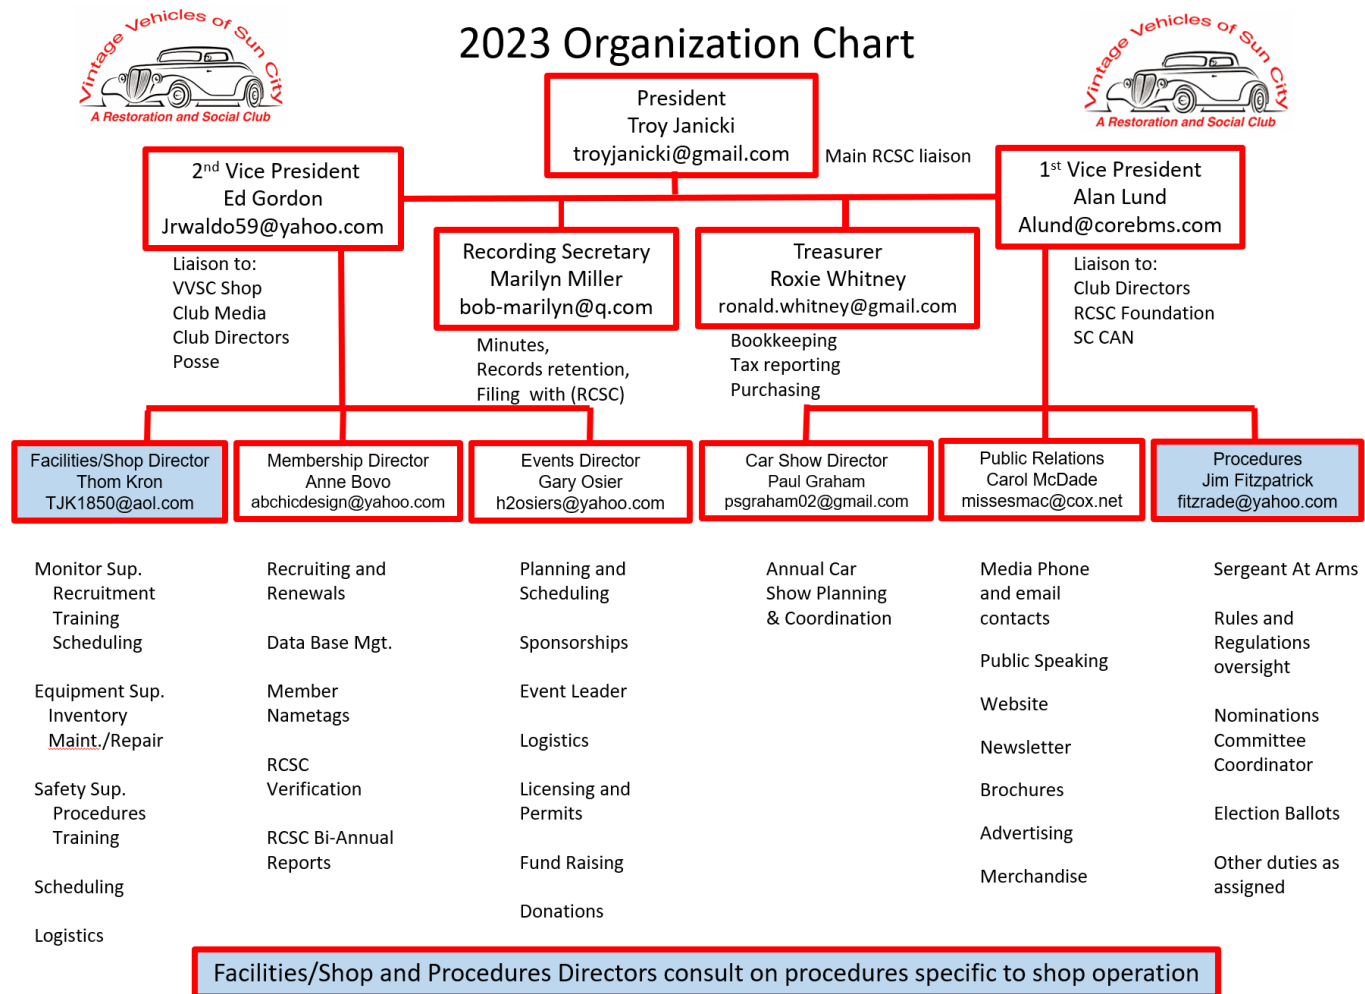 Vintage Vehicles of Sun City
A Restoration and Social Club
2023 Organization Chart
Vintage Vehicles of Sun City
A Restoration and Social Club
President
Troy Janicki
troyjanicki@gmail.com
Main RCSC liaison
2nd Vice President
Ed Gordon
Jrwaldo59@yahoo.com
1st Vice President
Alan Lund
Alund@corebms.com
Recording Secretary
Marilyn Miller
bob-marilyn@q.com
Treasurer
Roxie Whitney
ronald.whitney@gmail.com
Liaison to:
VVSC Shop
Club Media
Club Directors
Posse
Minutes,
Records retention,
Filing with (RCSC)
Bookkeeping
Tax reporting
Purchasing
Liaison to:
Club Directors
RCSC Foundation
SC CAN
Facilities/Shop Director
Thom Kron
TJK1850@aol.com
Membership Director
Anne Bovo
abchicdesign@yahoo.com
Events Director
Gary Osier
h2osiers@yahoo.com
Car Show Director
Paul Graham
psgraham02@gmail.com
Public Relations
Carol McDade
missesmac@cox.net
Procedures
Jim Fitzpatrick
fitzrade@yahoo.com
Monitor Sup.
Recruitment
Training
Scheduling
Equipment Sup.
Inventory
Maint./Repair
Safety Sup.
Procedures
Training
Scheduling
Logistics
Recruiting and
Renewals
Data Base Mgt.
Member
Nametags
RCSC
Verification
RCSC Bi-Annual
Reports
Planning and
Scheduling
Sponsorships
Event Leader
Logistics
Licensing and
Permits
Fund Raising
Donations
Annual Car
Show Planning
& Coordination
Media Phone
and email
contacts
Public Speaking
Website
Newsletter
Brochures
Advertising
Merchandise
Sergeant At Arms
Rules and
Regulations
oversight
Nominations
Committee
Coordinator
Election Ballots
Other duties as
assigned
Facilities/Shop and Procedures Directors consult on procedures specific to shop operation